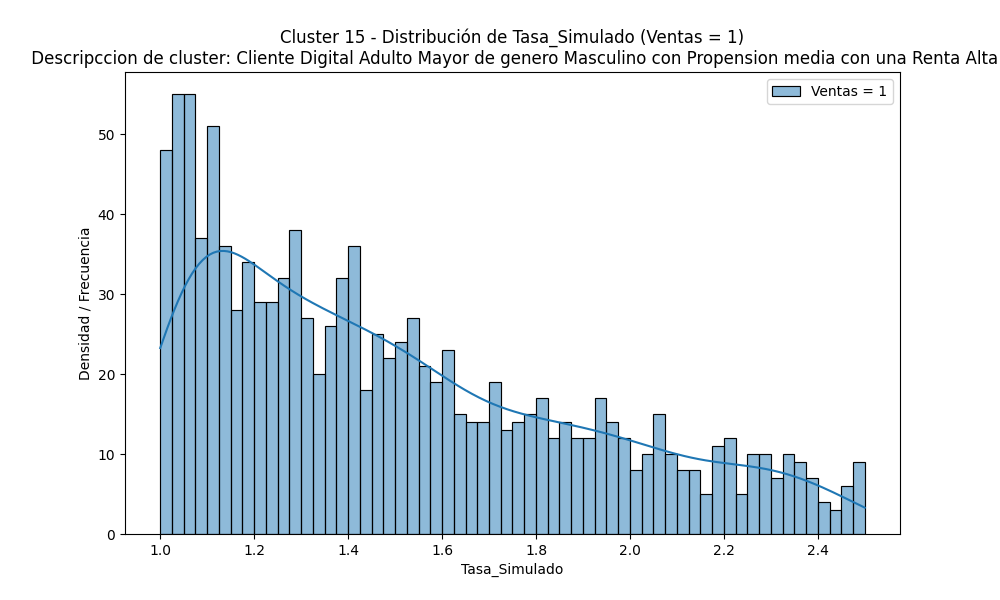 Cluster 15 - Distribución de Tasa_Simulado (Ventas = 1)
Descripccion de cluster: Cliente Digital Adulto Mayor de genero Masculino con Propension media con una Renta Alta
Ventas = 1
Densidad / Frecuencia
50
40
30
20
10
0
1.0 1.2 1.4 1.6 1.8 2.0 2.2 2.4
Tasa_Simulado